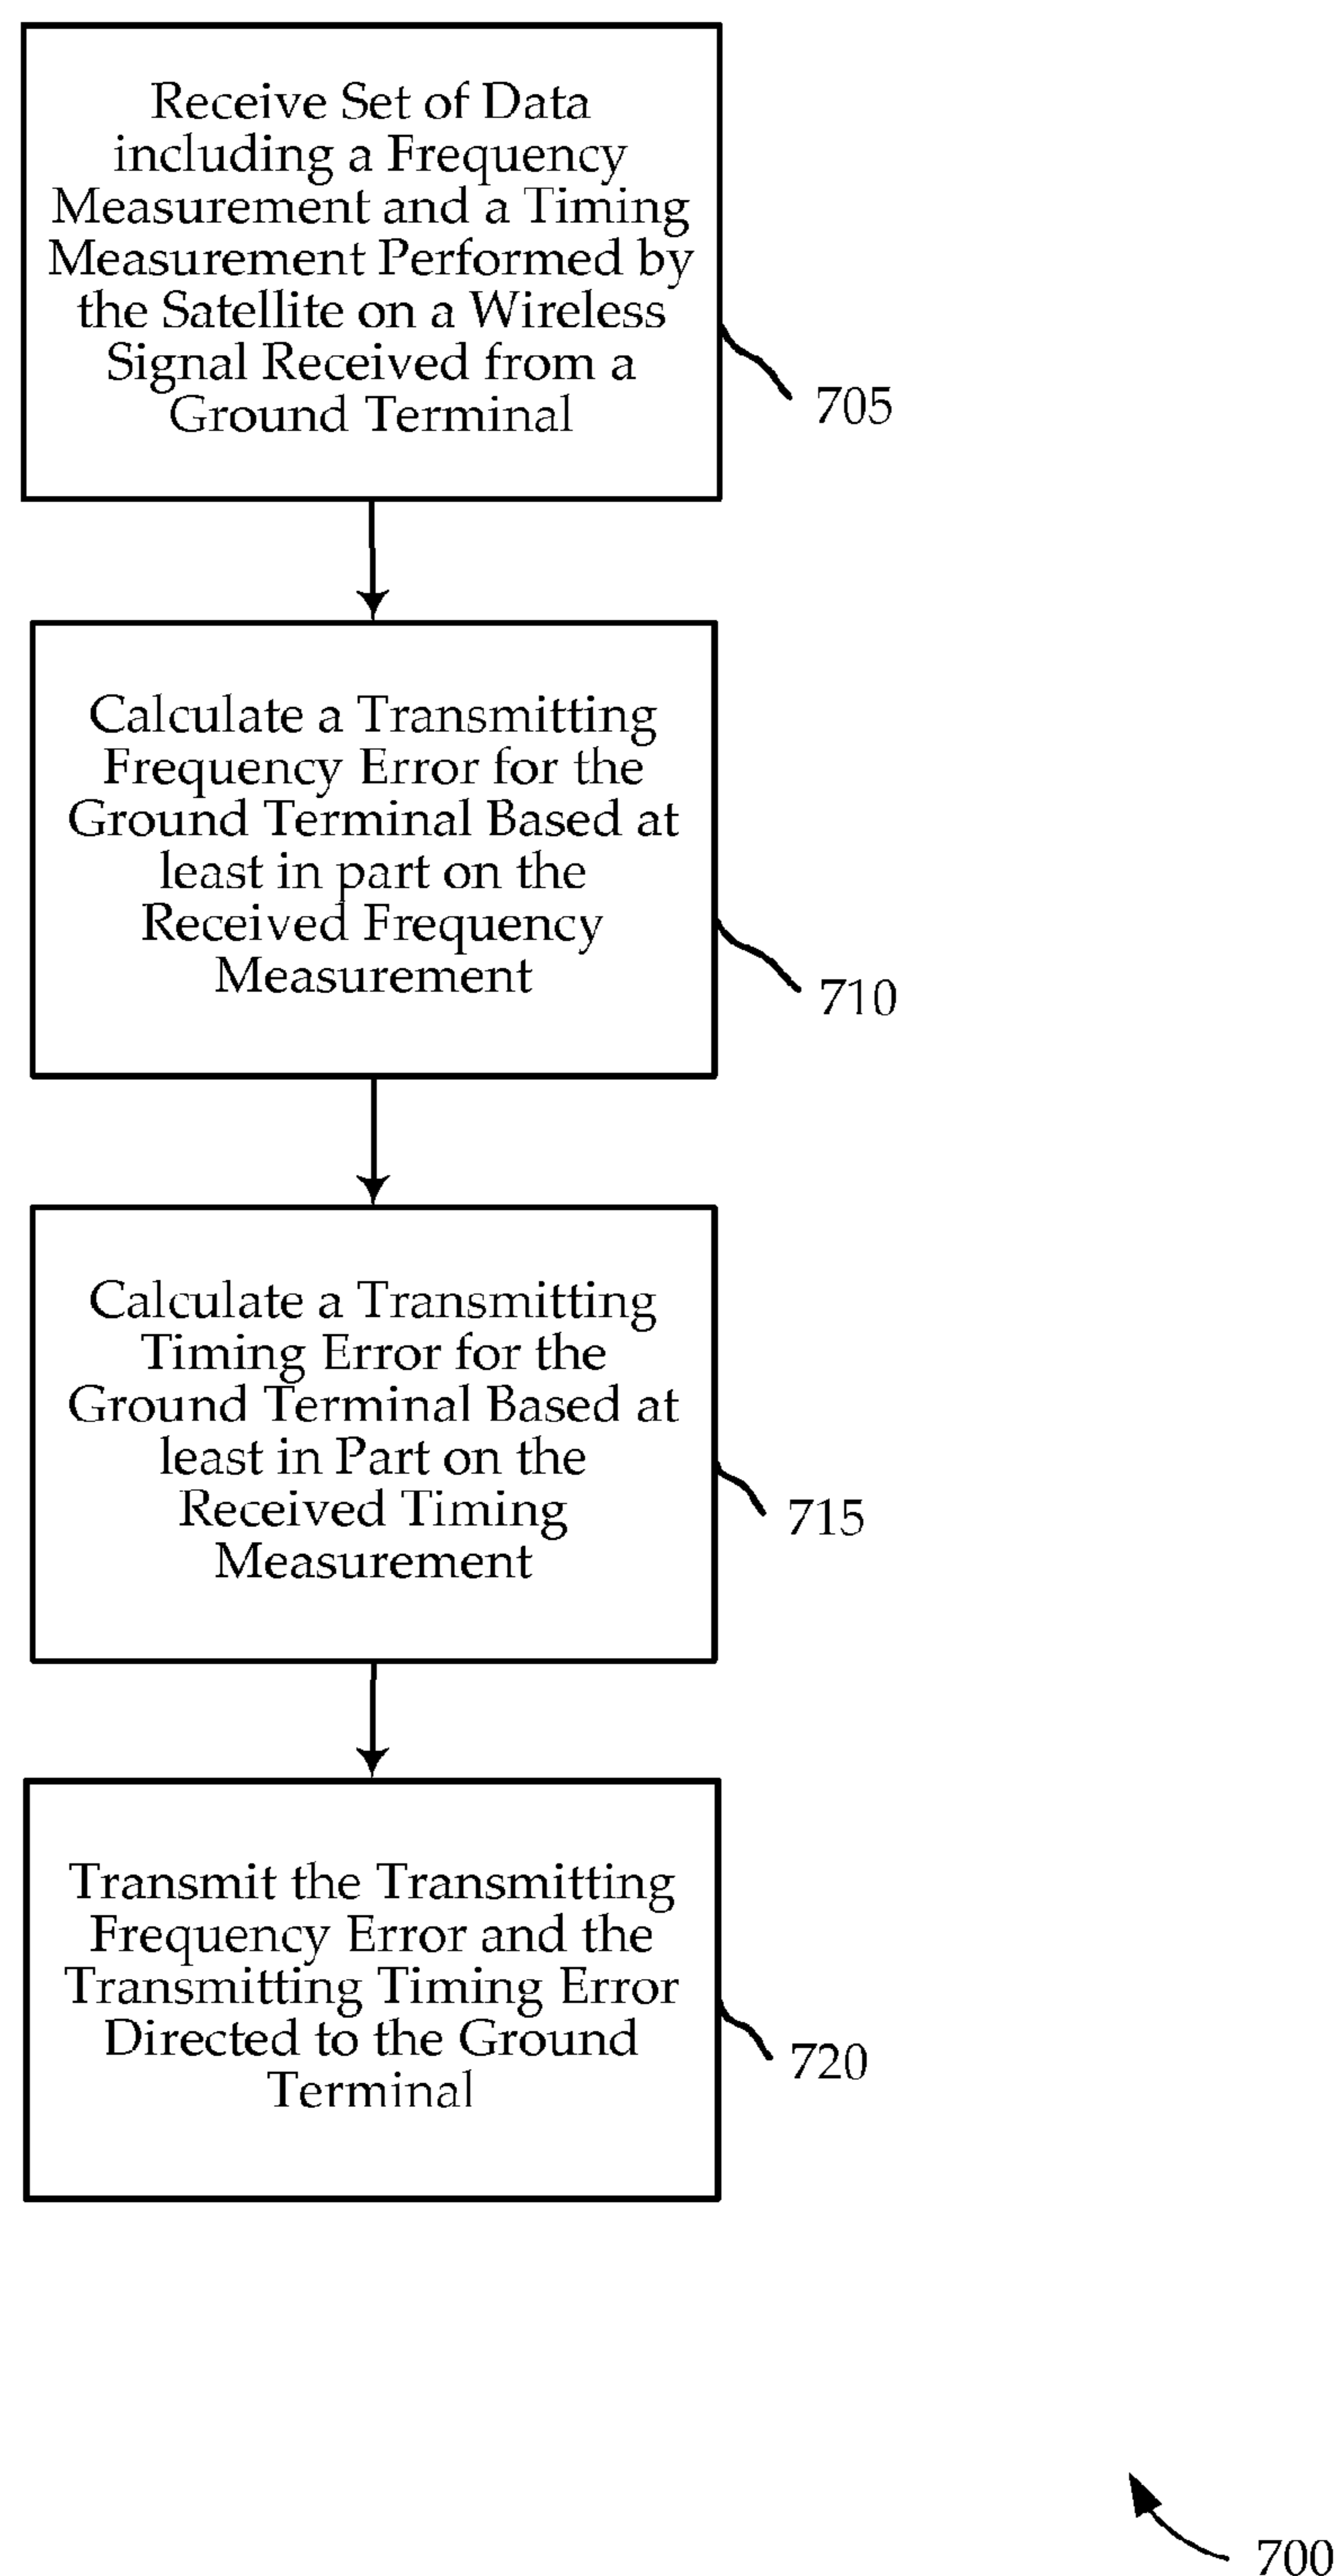 Receive Set of Data
including a Frequency
Measurement and a Timing
Measurement Performed by
the Satellite on a Wireless
Signal Received from a
Ground Terminal
705
Calculate a Transmitting
Frequency Error for the
Ground Terminal Based at
least in part on the
Received Frequency
Measurement
710
Calculate a Transmitting
Timing Error for the
Ground Terminal Based at
least in Part on the
Received Timing
Measurement
715
Transmit the Transmitting
Frequency Error and the
Transmitting Timing Error
Directed to the Ground
Terminal
720
700